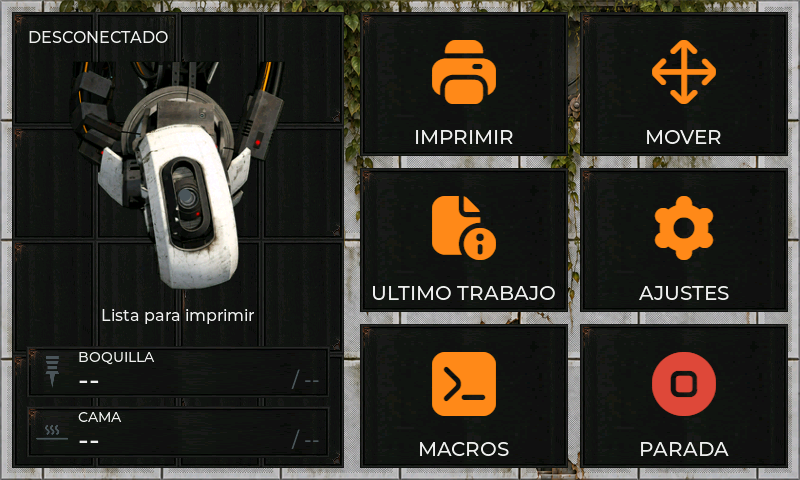 DESCONECTADO
Lista para imprimir
BOQUILLA
-- / --
CAMA
-- / --
IMPRIMIR
MOVER
ULTIMO TRABAJO
AJUSTES
MACROS
PARADA